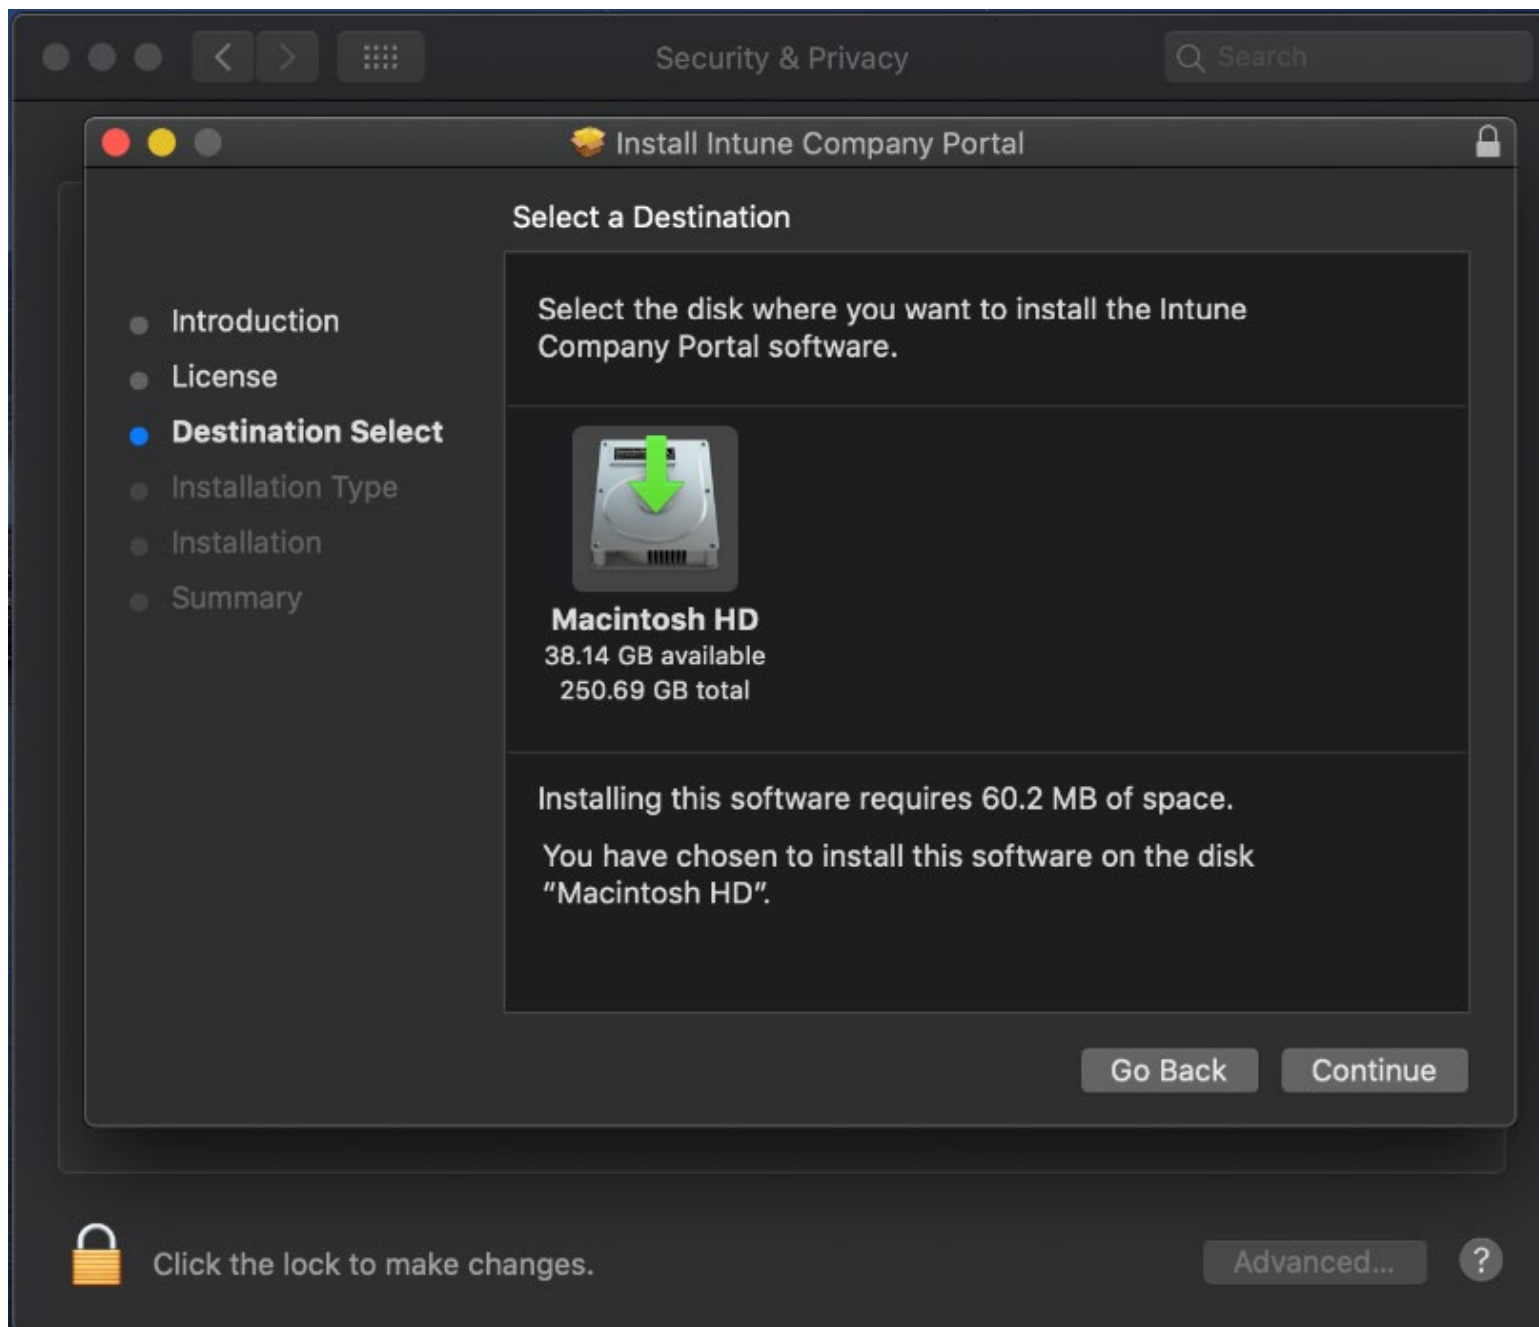 Security & Privacy
Search
Install Intune Company Portal
Select a Destination
Introduction
License
Destination Select
Installation Type
Installation
Summary
Select the disk where you want to install the Intune
Company Portal software.
Macintosh HD
38.14 GB available
250.69 GB total
Installing this software requires 60.2 MB of space.
You have chosen to install this software on the disk
“Macintosh HD”.
Go Back
Continue
Click the lock to make changes.
Advanced...
?